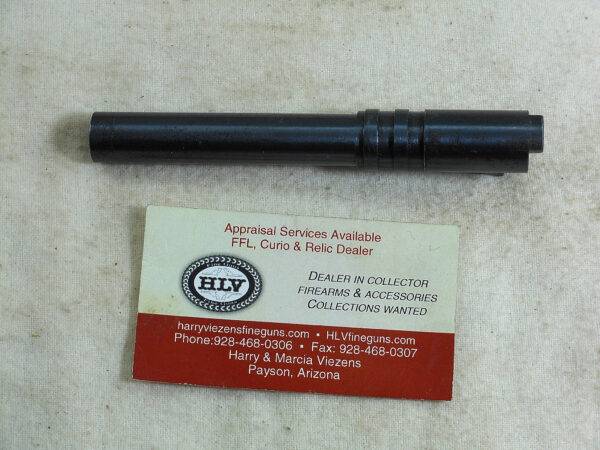 Appraisal Services Available
FFL, Curio & Relic Dealer
HLV
DEALER IN COLLECTOR
FIREARMS & ACCESSORIES
COLLECTIONS WANTED
harryviezensfineguns.com • HLVfineguns.com
Phone:928-468-0306 • Fax: 928-468-0307
Harry & Marcia Viezens
Payson, Arizona